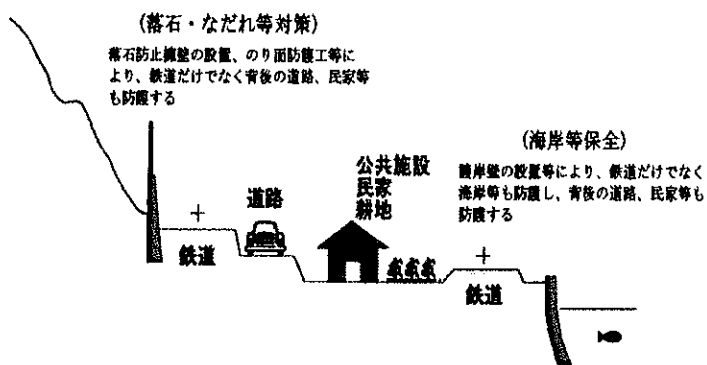 (落石・なだれ等対策)
落石防止擁壁の設置、のり面防護工等に
より、鉄道だけでなく背後の道路、民家等
も防護する
(海岸等保全)
護岸壁の設置等により、鉄道だけでなく
海岸等も防護し、背後の道路、民家等も
防護する
公共施設
民家
耕地
道路
鉄道
鉄道